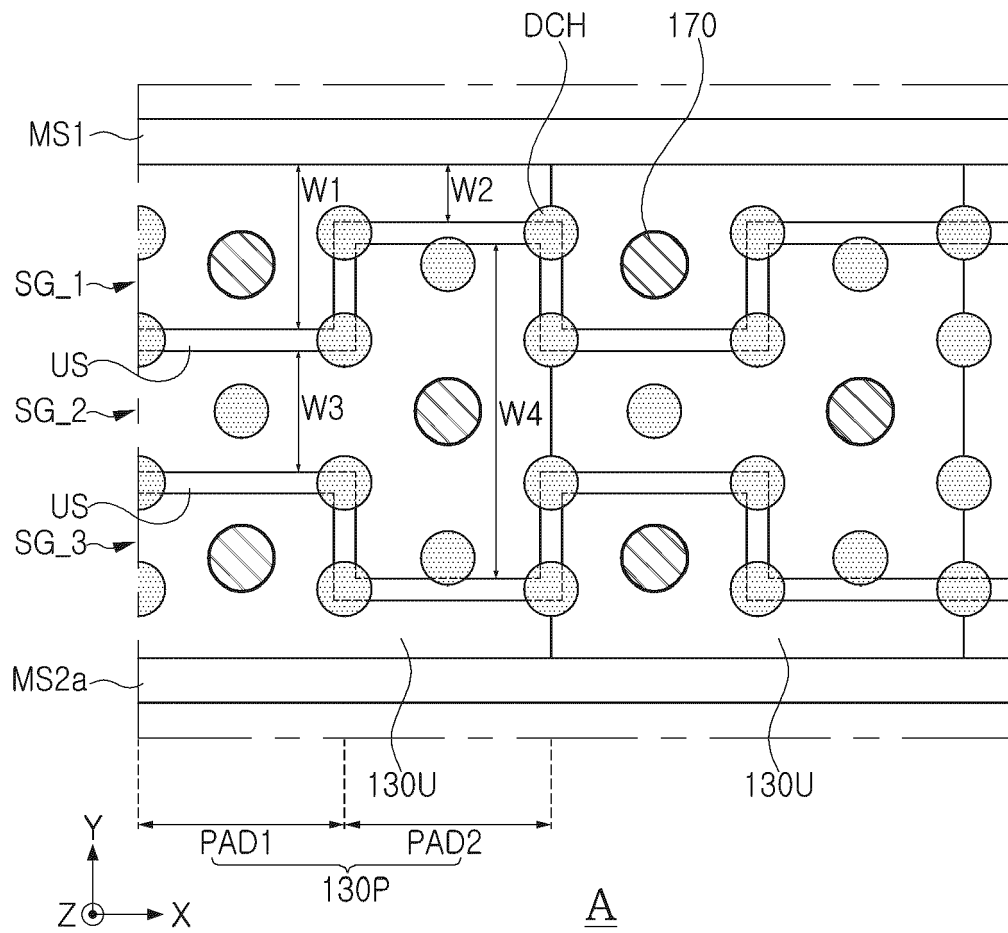 DCH 170
MS1
W1 W2
SG_1
US
SG_2 W3 W4
US
SG_3
MS2a
130U 130U
PAD1 PAD2
130P
Y
Z X
A